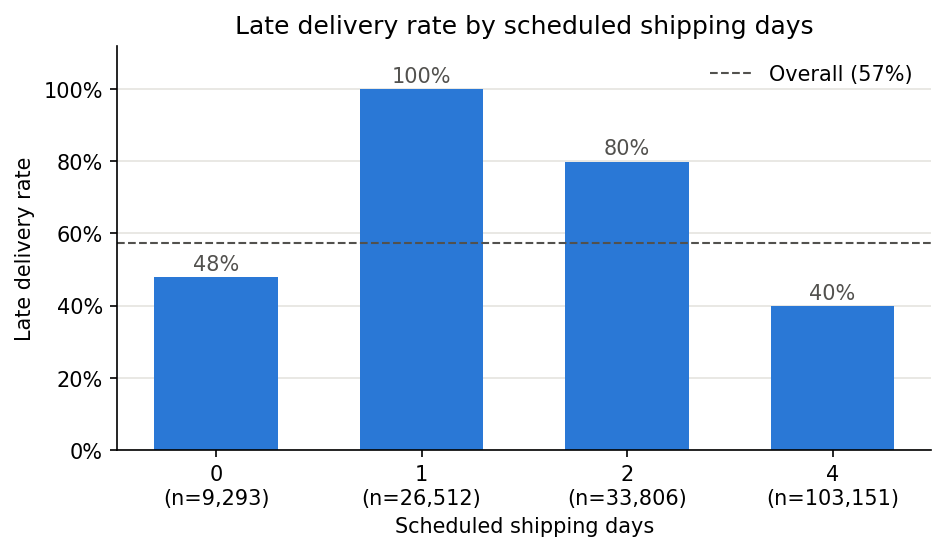 Late delivery rate by scheduled shipping days
Overall (57%)
Late delivery rate
100%
80%
60%
40%
20%
0%
48%
100%
80%
40%
0
(n=9,293)
1
(n=26,512)
2
(n=33,806)
4
(n=103,151)
Scheduled shipping days